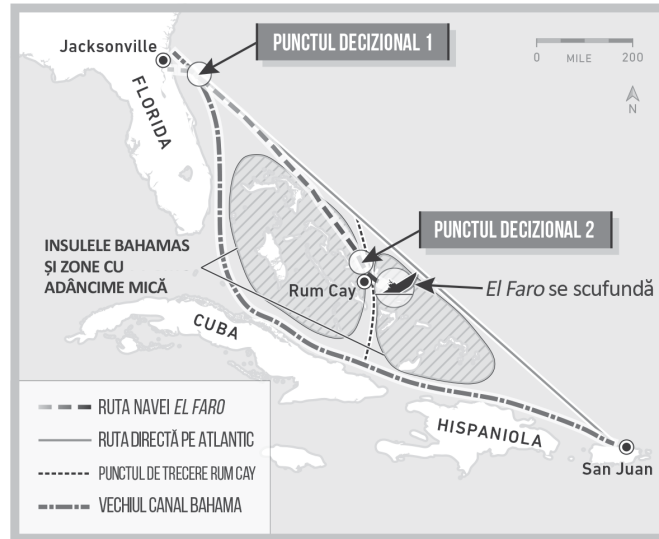 Jacksonville
PUNCTUL DECIZIONAL 1
0 MILE 200
N
FLORIDA
PUNCTUL DECIZIONAL 2
INSULELE BAHAMAS
ȘI ZONE CU
ADÂNCIME MICĂ
Rum Cay
El Faro se scufundă
CUBA
HISPANIOLA
San Juan
RUTA NAVEI EL FARO
RUTA DIRECTĂ PE ATLANTIC
PUNCTUL DE TRECERE RUM CAY
VECHIUL CANAL BAHAMA